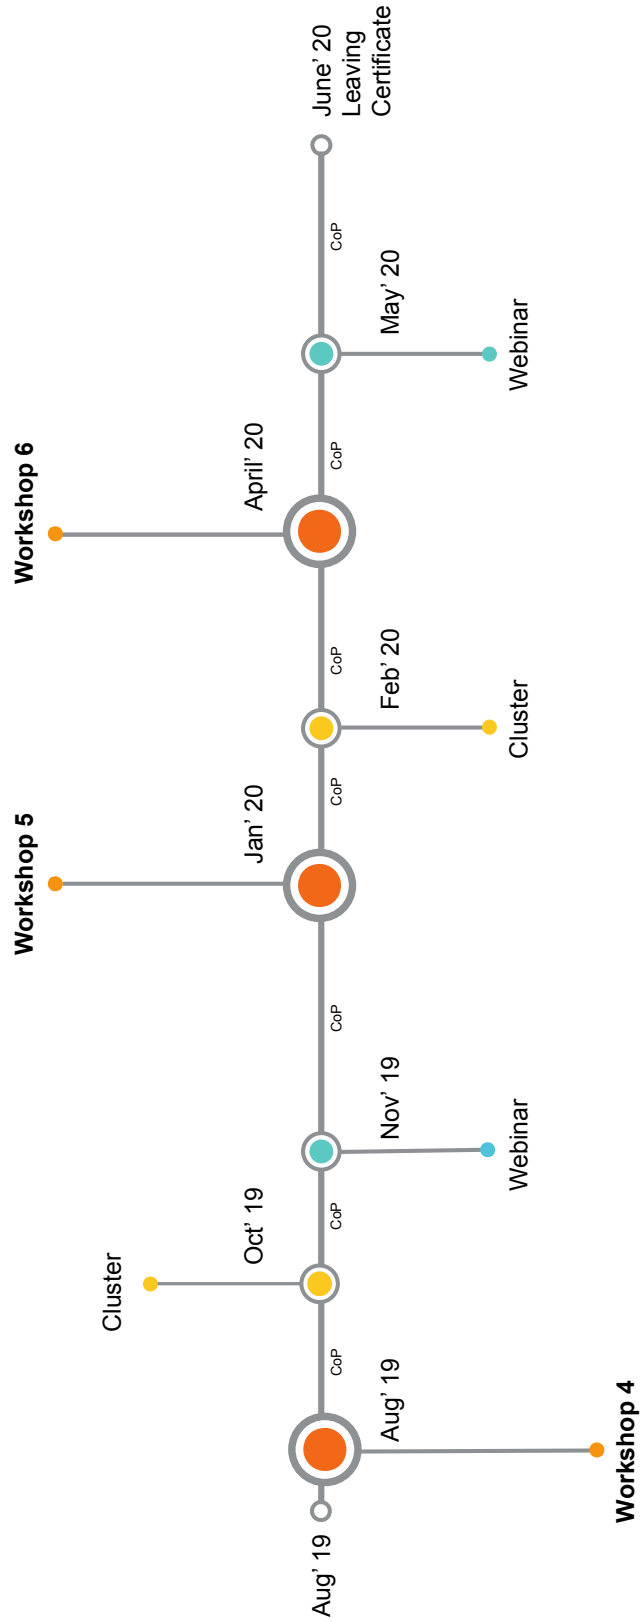 Aug’ 19
Workshop 4
Aug’ 19
CoP
Cluster
Oct’ 19
CoP
Nov’ 19
Webinar
CoP
Workshop 5
Jan’ 20
CoP
Feb’ 20
Cluster
CoP
Workshop 6
April’ 20
CoP
May’ 20
Webinar
CoP
June’ 20
Leaving
Certificate